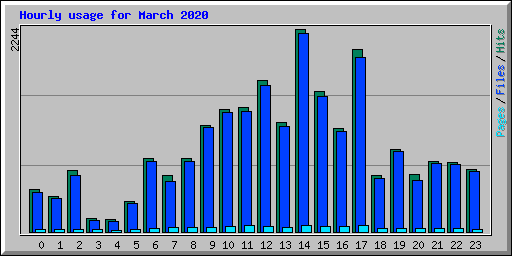 Hourly usage for March 2020
2244
Pages / Files / Hits
0 1 2 3 4 5 6 7 8 9 10 11 12 13 14 15 16 17 18 19 20 21 22 23